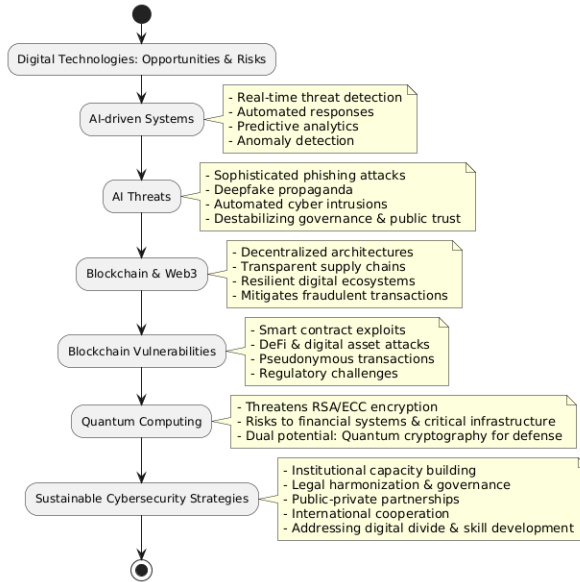 Digital Technologies: Opportunities & Risks
AI-driven Systems
- Real-time threat detection
- Automated responses
- Predictive analytics
- Anomaly detection
AI Threats
- Sophisticated phishing attacks
- Deepfake propaganda
- Automated cyber intrusions
- Destabilizing governance & public trust
Blockchain & Web3
- Decentralized architectures
- Transparent supply chains
- Resilient digital ecosystems
- Mitigates fraudulent transactions
Blockchain Vulnerabilities
- Smart contract exploits
- DeFi & digital asset attacks
- Pseudonymous transactions
- Regulatory challenges
Quantum Computing
- Threatens RSA/ECC encryption
- Risks to financial systems & critical infrastructure
- Dual potential: Quantum cryptography for defense
Sustainable Cybersecurity Strategies
- Institutional capacity building
- Legal harmonization & governance
- Public-private partnerships
- International cooperation
- Addressing digital divide & skill development